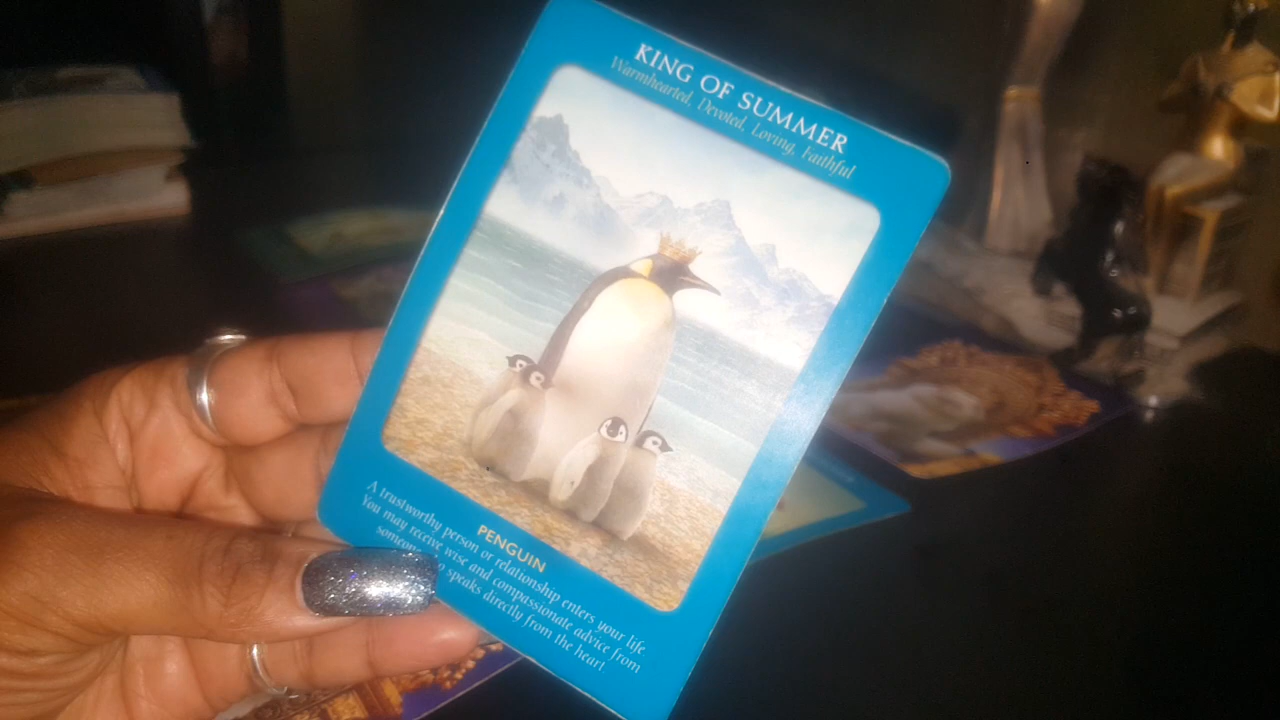 KING OF SUMMER
Warmhearted, Devoted, Loving, Faithful
PENGUIN
A trustworthy person or relationship enters your life.
You may receive wise and compassionate advice from
speaks directly from the heart.